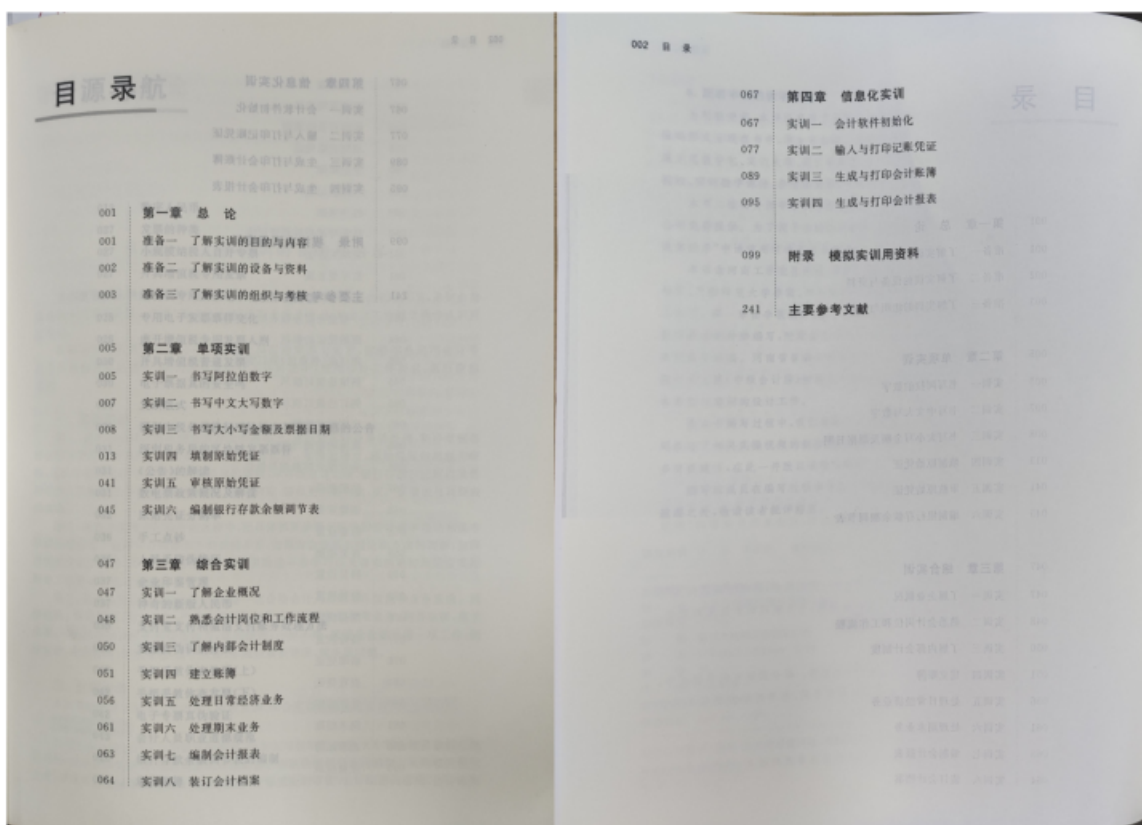 目录
001 第一章 总 论
001 准备一 了解实训的目的与内容
002 准备二 了解实训的设备与资料
003 准备三 了解实训的组织与考核
005 第二章 单项实训
005 实训一 书写阿拉伯数字
007 实训二 书写中文大写数字
008 实训三 书写大小写金额及票据日期
013 实训四 填制原始凭证
041 实训五 审核原始凭证
045 实训六 编制银行存款余额调节表
047 第三章 综合实训
047 实训一 了解企业概况
048 实训二 熟悉会计岗位和工作流程
050 实训三 了解内部会计制度
051 实训四 建立账簿
056 实训五 处理日常经济业务
061 实训六 处理期末业务
063 实训七 编制会计报表
064 实训八 装订会计档案
002 目 录
067 第四章 信息化实训
067 实训一 会计软件初始化
077 实训二 输入与打印记账凭证
089 实训三 生成与打印会计账簿
095 实训四 生成与打印会计报表
099 附录 模拟实训用资料
241 主要参考文献